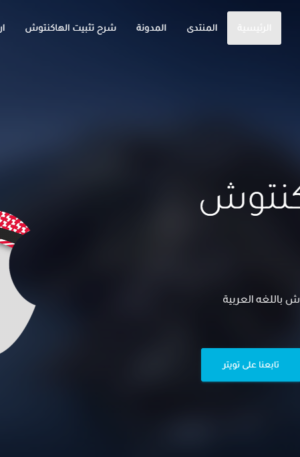 الرئيسية المنتدى المدونة شرح تثبيت الهاكنتوش
كنتوش
باللغه العربية
تابعنا على تويتر